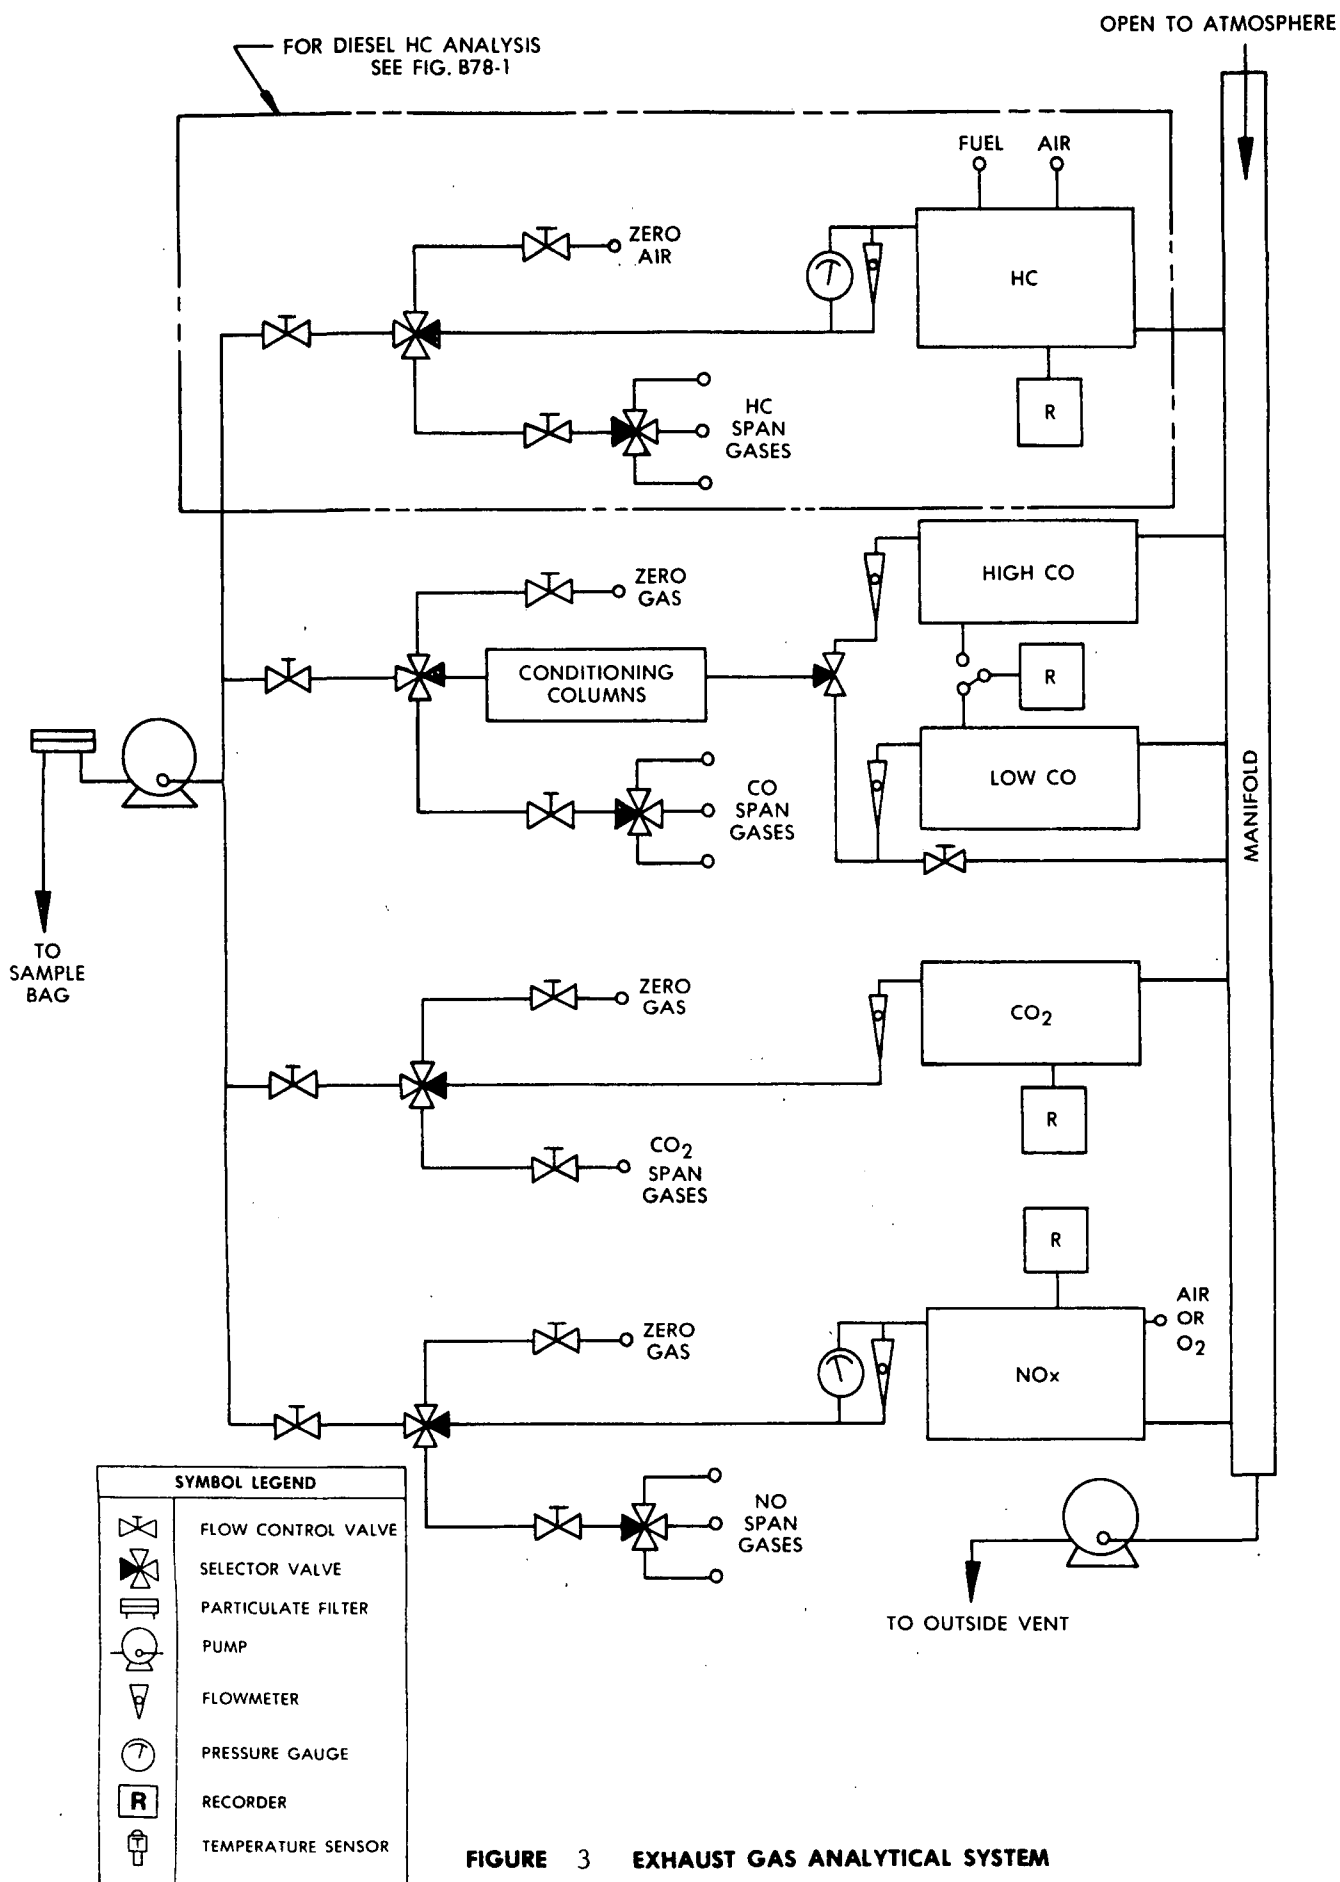 OPEN TO ATMOSPHERE
FOR DIESEL HC ANALYSIS
SEE FIG. B78-1
FUEL AIR
ZERO
AIR
HC
R
HC
SPAN
GASES
ZERO
GAS
HIGH CO
CONDITIONING
COLUMNS
R
LOW CO
CO
SPAN
GASES
MANIFOLD
TO
SAMPLE
BAG
ZERO
GAS
CO2
R
CO2
SPAN
GASES
R
AIR
OR
O2
ZERO
GAS
NOx
NO
SPAN
GASES
TO OUTSIDE VENT
SYMBOL LEGEND
FLOW CONTROL VALVE
SELECTOR VALVE
PARTICULATE FILTER
PUMP
FLOWMETER
T PRESSURE GAUGE
R RECORDER
T TEMPERATURE SENSOR
FIGURE 3 EXHAUST GAS ANALYTICAL SYSTEM